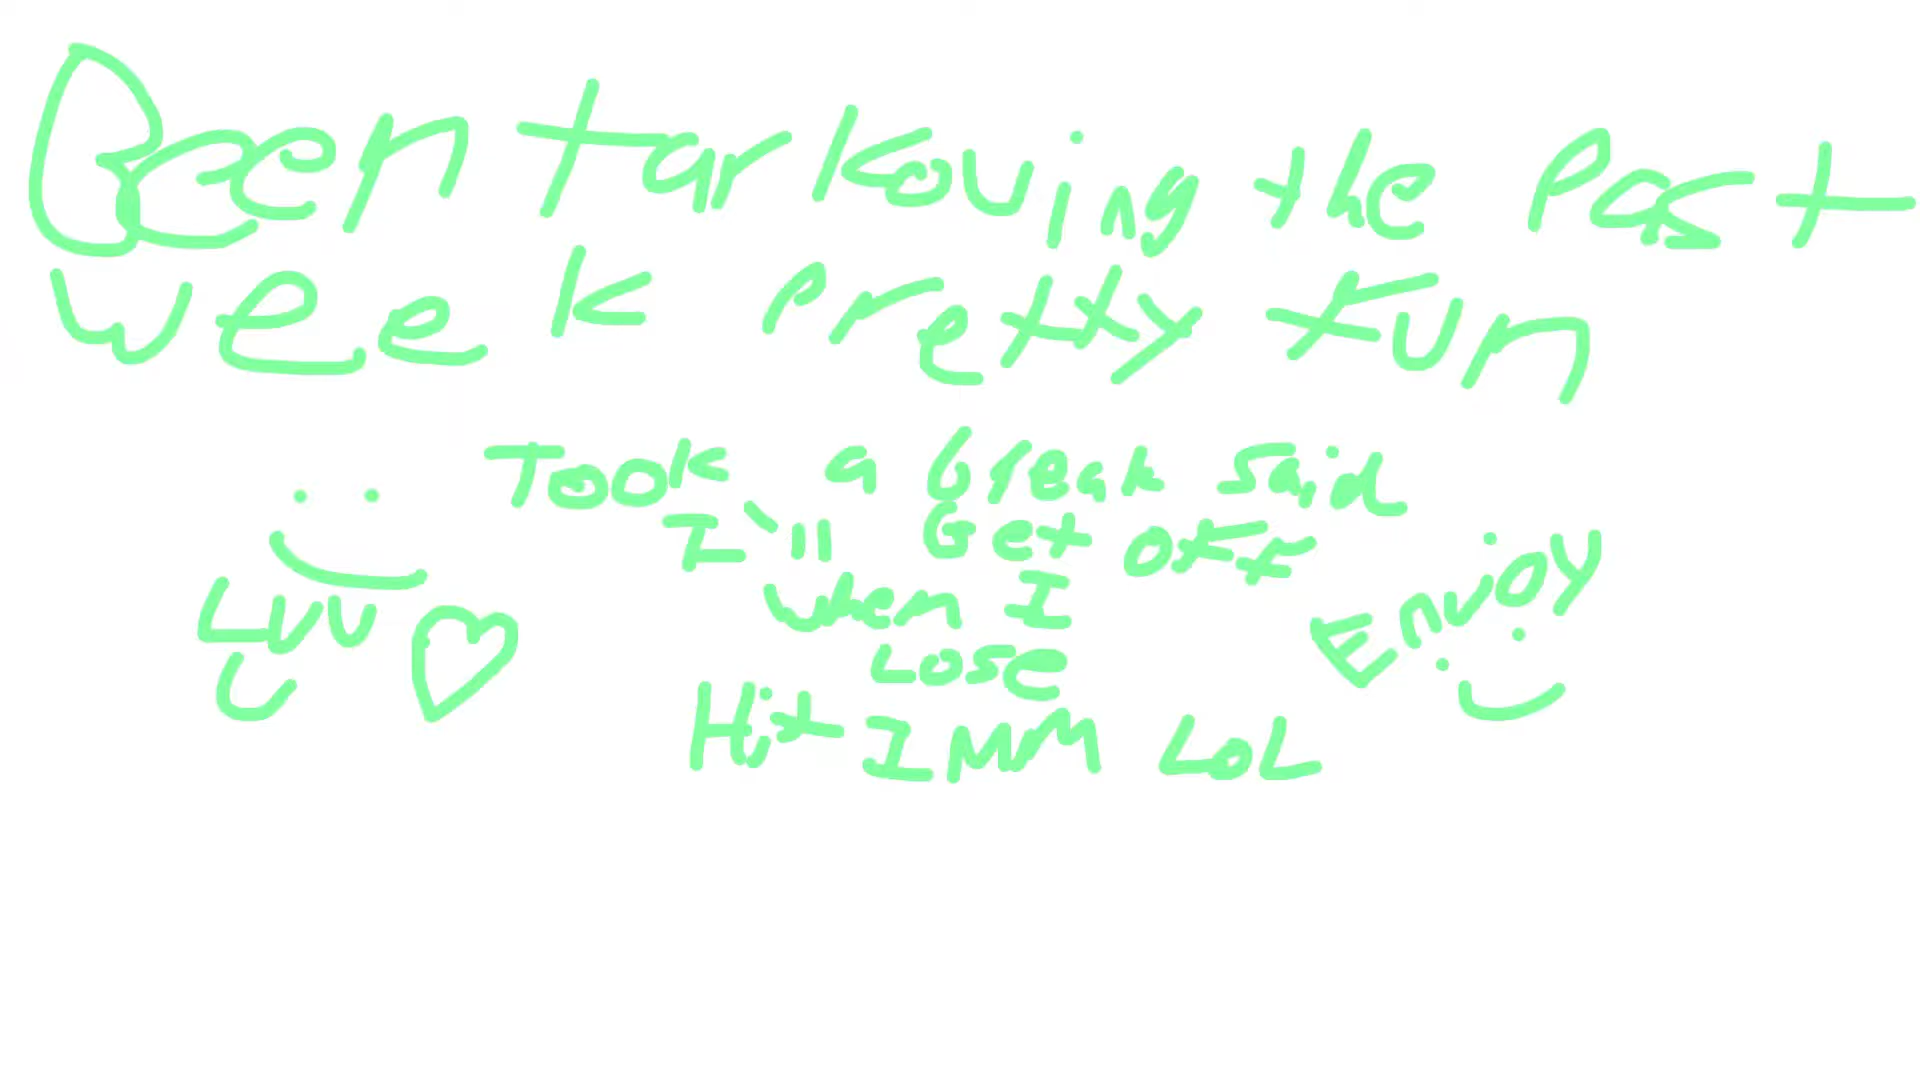 Been tarkoving the past
week pretty fun
Took a break said
I'll Get off
when I
Lose
Hit IMM LOL
Luv
U
Enjoy